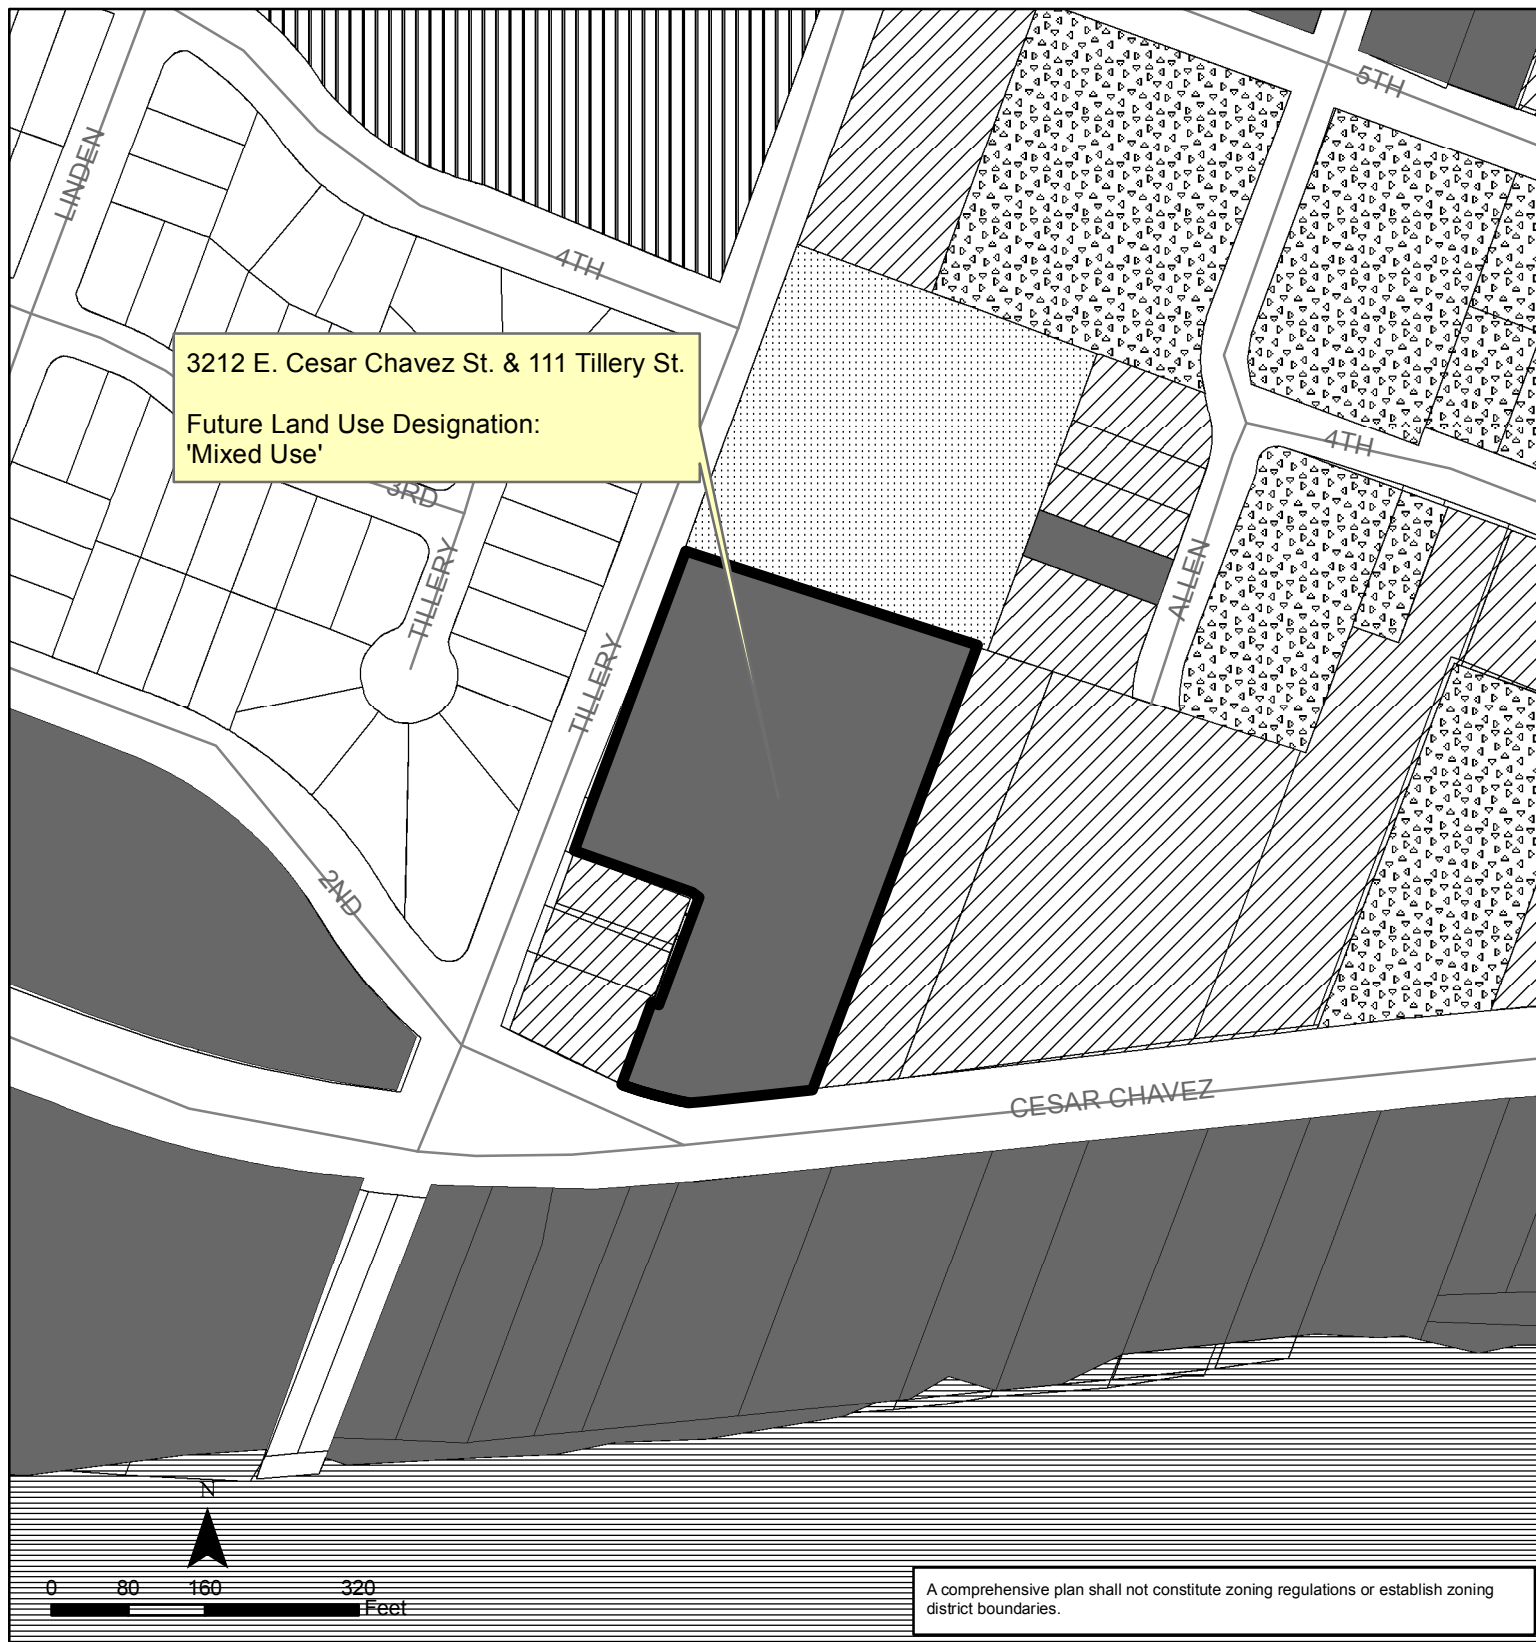 5TH
LINDEN
4TH
3212 E. Cesar Chavez St. & 111 Tillery St.
Future Land Use Designation:
'Mixed Use'
4TH
3RD
TILLERY
ALLEN
TILLERY
2ND
CESAR CHAVEZ
N
0 80 160 320
Feet
A comprehensive plan shall not constitute zoning regulations or establish zoning
district boundaries.